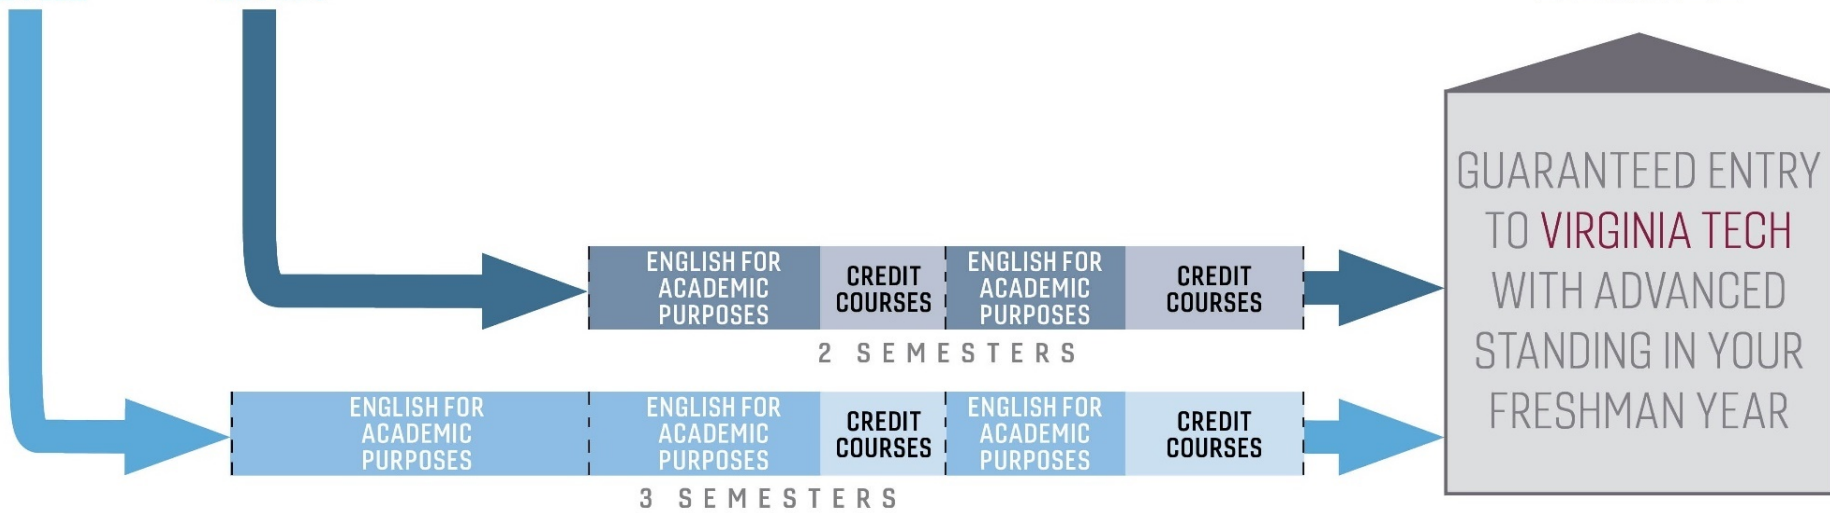 ENGLISH FOR
ACADEMIC
PURPOSES
CREDIT
COURSES
ENGLISH FOR
ACADEMIC
PURPOSES
CREDIT
COURSES
2 SEMESTERS
ENGLISH FOR
ACADEMIC
PURPOSES
ENGLISH FOR
ACADEMIC
PURPOSES
CREDIT
COURSES
ENGLISH FOR
ACADEMIC
PURPOSES
CREDIT
COURSES
3 SEMESTERS
GUARANTEED ENTRY
TO VIRGINIA TECH
WITH ADVANCED
STANDING IN YOUR
FRESHMAN YEAR